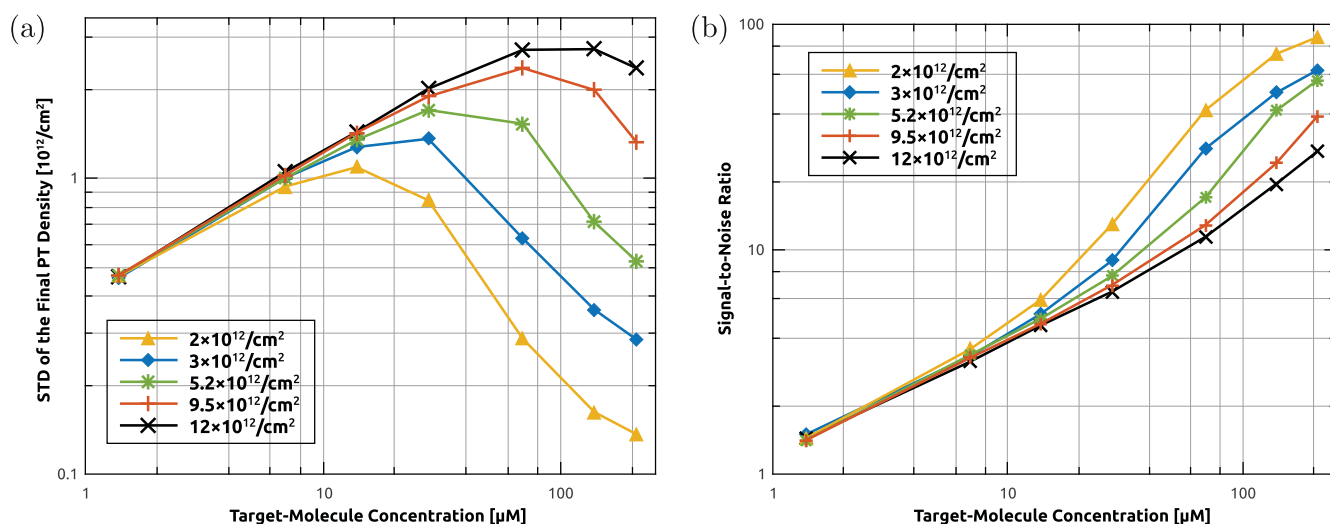 (a)
STD of the Final PT Density [10¹²/cm²]
1
0.1
2×10¹²/cm²
3×10¹²/cm²
5.2×10¹²/cm²
9.5×10¹²/cm²
12×10¹²/cm²
1
10
100
Target-Molecule Concentration [µM]
(b)
Signal-to-Noise Ratio
100
10
1
2×10¹²/cm²
3×10¹²/cm²
5.2×10¹²/cm²
9.5×10¹²/cm²
12×10¹²/cm²
1
10
100
Target-Molecule Concentration [µM]